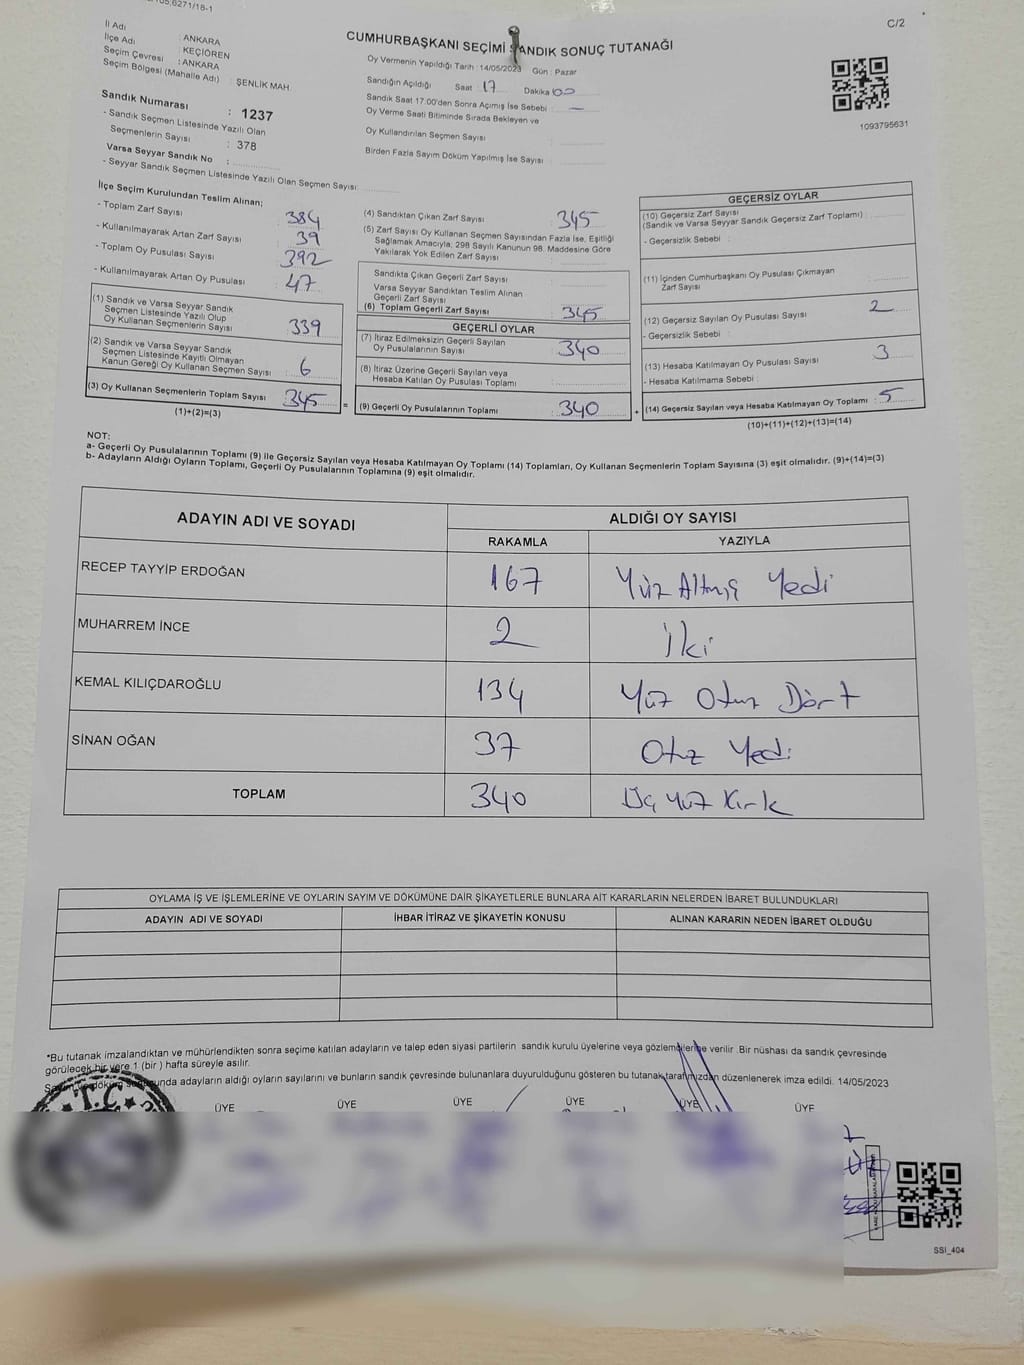 C/2
CUMHURBAŞKANI SEÇİMİ SANDIK SONUÇ TUTANAĞI
İl Adı : ANKARA
İlçe Adı : KEÇİÖREN
Seçim Çevresi : ANKARA
Seçim Bölgesi (Mahalle Adı) : ŞENLİK MAH.
Sandık Numarası : 1237
- Sandık Seçmen Listesinde Yazılı Olan
Seçmenlerin Sayısı : 378
Varsa Seyyar Sandık No :
- Seyyar Sandık Seçmen Listesinde Yazılı Olan Seçmen Sayısı:
Oy Vermenin Yapıldığı Tarih : 14/05/2023 Gün : Pazar
Sandığın Açıldığı Saat 17 Dakika 00
Sandık Saat 17.00'den Sonra Açımış İse Sebebi : —
Oy Verme Saati Bitiminde Sırada Bekleyen ve
Oy Kullandırılan Seçmen Sayısı :
Birden Fazla Sayım Döküm Yapılmış İse Sayısı :
1093795631
İlçe Seçim Kurulundan Teslim Alınan;
- Toplam Zarf Sayısı 384
- Kullanılmayarak Artan Zarf Sayısı 39
- Toplam Oy Pusulası Sayısı 392
- Kullanılmayarak Artan Oy Pusulası 47
(1) Sandık ve Varsa Seyyar Sandık
Seçmen Listesinde Yazılı Olup
Oy Kullanan Seçmenlerin Sayısı 339
(2) Sandık ve Varsa Seyyar Sandık
Seçmen Listesinde Kayıtlı Olmayan
Kanun Gereği Oy Kullanan Seçmen Sayısı : 6
(3) Oy Kullanan Seçmenlerin Toplam Sayısı 345 =
(1)+(2)=(3)
(4) Sandıktan Çıkan Zarf Sayısı 345
(5) Zarf Sayısı Oy Kullanan Seçmen Sayısından Fazla İse, Eşitliği
Sağlamak Amacıyla; 298 Sayılı Kanunun 98. Maddesine Göre
Yakılarak Yok Edilen Zarf Sayısı :
Sandıkta Çıkan Geçerli Zarf Sayısı :
Varsa Seyyar Sandıktan Teslim Alınan
Geçerli Zarf Sayısı
(6) Toplam Geçerli Zarf Sayısı 345
GEÇERLİ OYLAR
(7) İtiraz Edilmeksizin Geçerli Sayılan
Oy Pusulalarının Sayısı 340
(8) İtiraz Üzerine Geçerli Sayılan veya
Hesaba Katılan Oy Pusulası Toplamı :
(9) Geçerli Oy Pusulalarının Toplamı : 340 +
GEÇERSİZ OYLAR
(10) Geçersiz Zarf Sayısı
(Sandık ve Varsa Seyyar Sandık Geçersiz Zarf Toplamı) :
- Geçersizlik Sebebi :
(11) İçinden Cumhurbaşkanı Oy Pusulası Çıkmayan
Zarf Sayısı
(12) Geçersiz Sayılan Oy Pusulası Sayısı : 2
- Geçersizlik Sebebi :
(13) Hesaba Katılmayan Oy Pusulası Sayısı : 3
- Hesaba Katılmama Sebebi :
(14) Geçersiz Sayılan veya Hesaba Katılmayan Oy Toplamı : 5
(10)+(11)+(12)+(13)=(14)
NOT:
a- Geçerli Oy Pusulalarının Toplamı (9) ile Geçersiz Sayılan veya Hesaba Katılmayan Oy Toplamı (14) Toplamları, Oy Kullanan Seçmenlerin Toplam Sayısına (3) eşit olmalıdır. (9)+(14)=(3)
b- Adayların Aldığı Oyların Toplamı, Geçerli Oy Pusulalarının Toplamına (9) eşit olmalıdır.
ADAYIN ADI VE SOYADI ALDIĞI OY SAYISI
RAKAMLA YAZIYLA
RECEP TAYYİP ERDOĞAN 167 Yüz Altmış Yedi
MUHARREM İNCE 2 İki
KEMAL KILIÇDAROĞLU 134 Yüz Otuz Dört
SİNAN OĞAN 37 Otuz Yedi
TOPLAM 340 Üç Yüz Kırk
OYLAMA İŞ VE İŞLEMLERİNE VE OYLARIN SAYIM VE DÖKÜMÜNE DAİR ŞİKAYETLERLE BUNLARA AİT KARARLARIN NELERDEN İBARET BULUNDUKLARI
ADAYIN ADI VE SOYADI İHBAR İTİRAZ VE ŞİKAYETİN KONUSU ALINAN KARARIN NEDEN İBARET OLDUĞU
*Bu tutanak imzalandıktan ve mühürlendikten sonra seçime katılan adayların ve talep eden siyasi partilerin sandık kurulu üyelerine veya gözlemcilerine verilir. Bir nüshası da sandık çevresinde
görülecek bir yere 1 (bir) hafta süreyle asılır.
Sayım ve döküm sonucunda adayların aldığı oyların sayılarını ve bunların sandık çevresinde bulunanlara duyurulduğunu gösteren bu tutanak tarafımızdan düzenlenerek imza edildi. 14/05/2023
T.C.
ÜYE ÜYE ÜYE ÜYE ÜYE ÜYE
SSİ_404